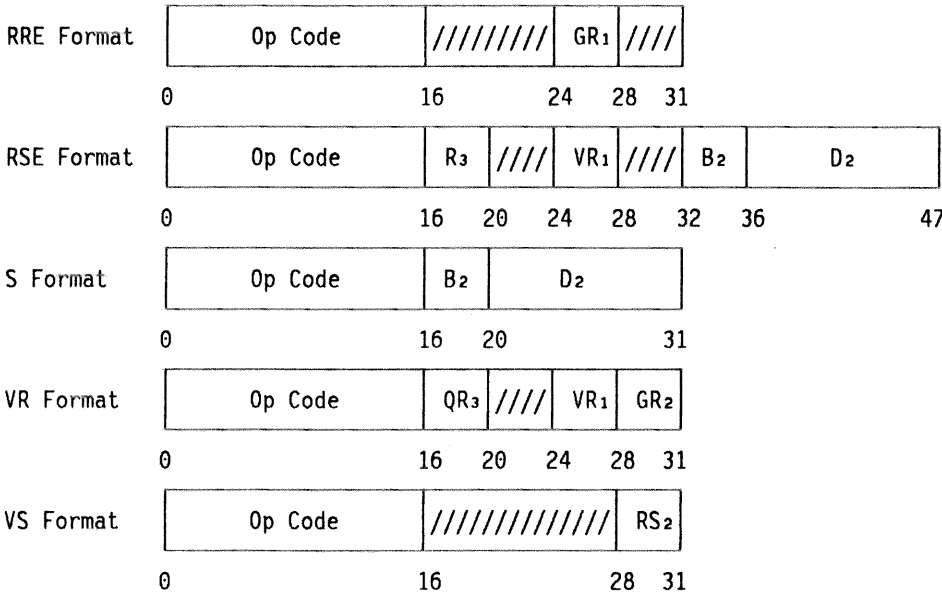 RRE Format Op Code ///////// GR₁ ////
0 16 24 28 31
RSE Format Op Code R₃ //// VR₁ //// B₂ D₂
0 16 20 24 28 32 36 47
S Format Op Code B₂ D₂
0 16 20 31
VR Format Op Code QR₃ //// VR₁ GR₂
0 16 20 24 28 31
VS Format Op Code ////////////// RS₂
0 16 28 31